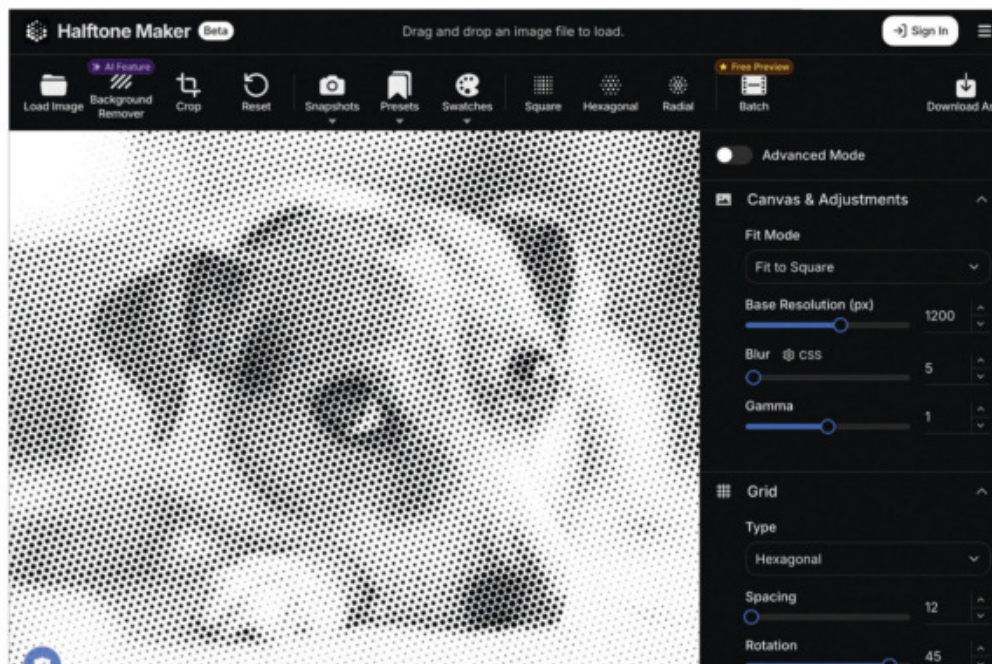 Halftone Maker Beta
Drag and drop an image file to load.
Sign In
AI Feature
Free Preview
Load Image
Background
Remover
Crop
Reset
Snapshots
Presets
Swatches
Square
Hexagonal
Radial
Batch
Download
Advanced Mode
Canvas & Adjustments
Fit Mode
Fit to Square
Base Resolution (px)
1200
Blur
CSS
5
Gamma
1
Grid
Type
Hexagonal
Spacing
12
Rotation
45